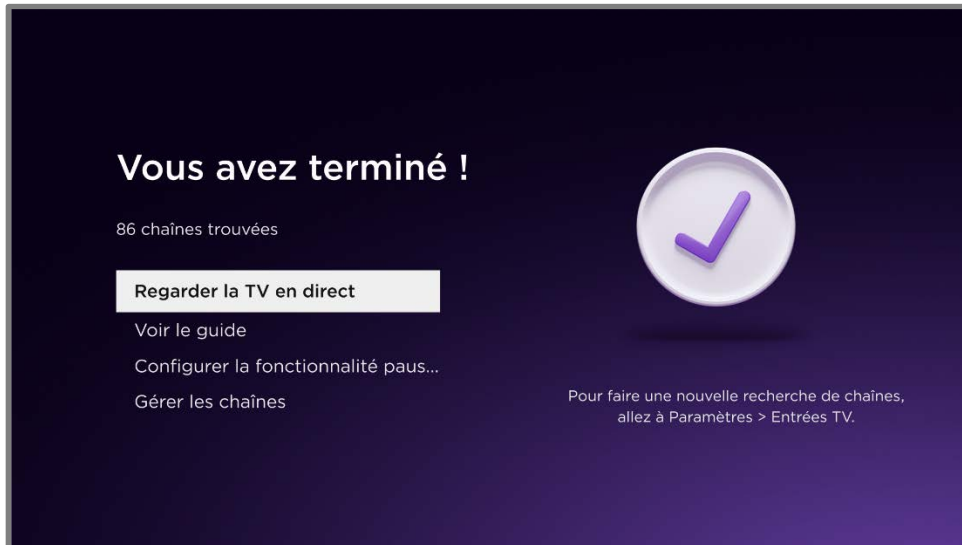 Vous avez terminé !
86 chaînes trouvées
Regarder la TV en direct
Voir le guide
Configurer la fonctionnalité paus...
Gérer les chaînes
Pour faire une nouvelle recherche de chaînes,
allez à Paramètres > Entrées TV.